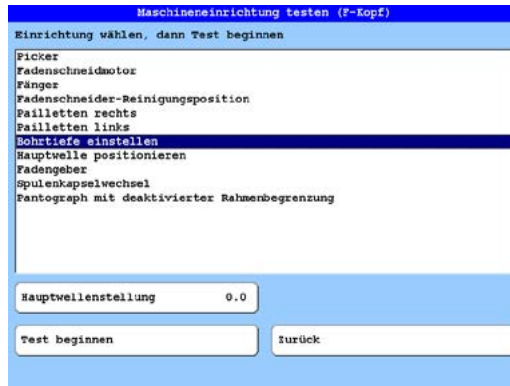 Maschineneinrichtung testen (F-Kopf)
Einrichtung wählen, dann Test beginnen
Picker
Fadenschneidmotor
Fänger
Fadenschneider-Reinigungsposition
Pailletten rechts
Pailletten links
Bohrtiefe einstellen
Hauptwelle positionieren
Fadengeber
Spulenkapselwechsel
Pantograph mit deaktivierter Rahmenbegrenzung
Hauptwellenstellung 0.0
Test beginnen
Zurück